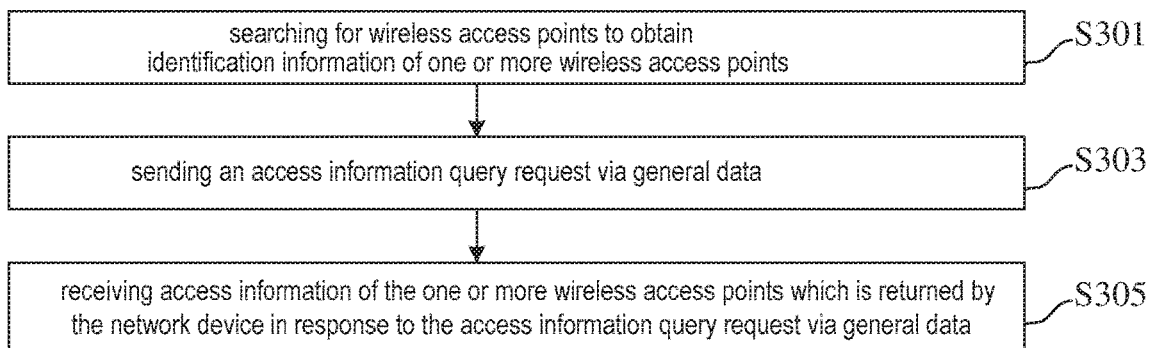 searching for wireless access points to obtain
identification information of one or more wireless access points
S301
sending an access information query request via general data
S303
receiving access information of the one or more wireless access points which is returned by
the network device in response to the access information query request via general data
S305